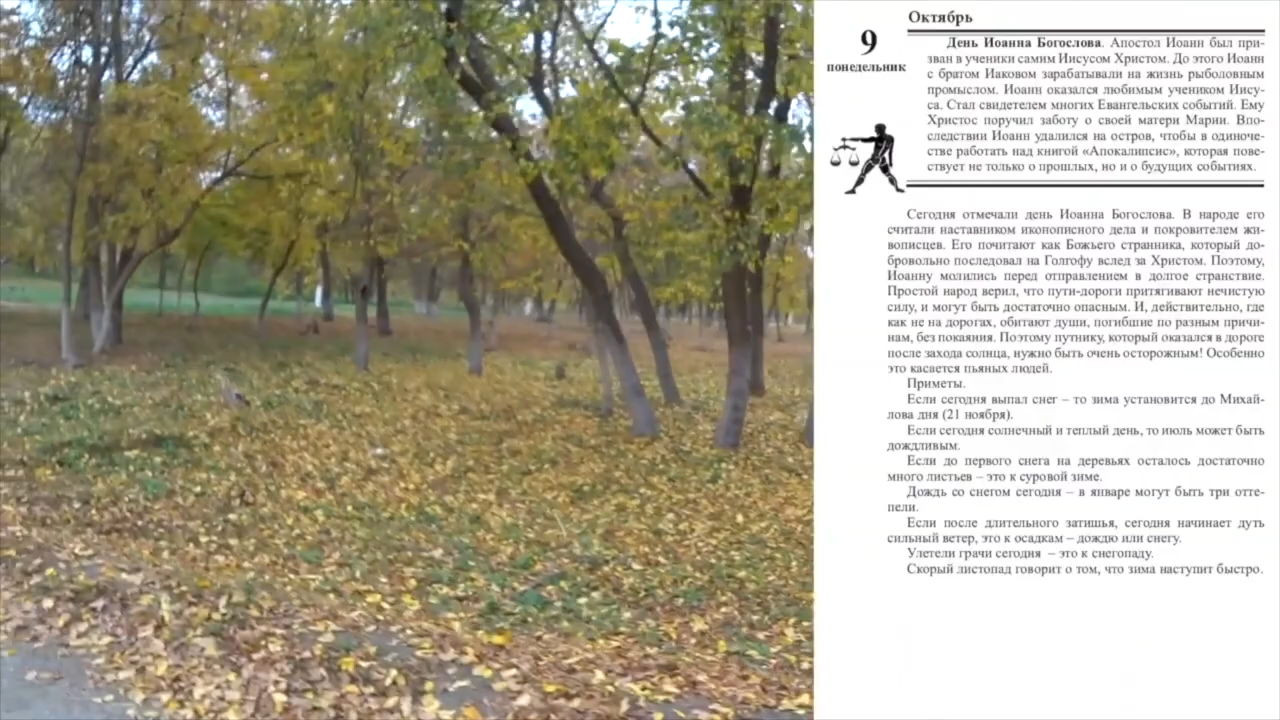 Октябрь
9
понедельник
День Иоанна Богослова. Апостол Иоанн был при-
зван в ученики самим Иисусом Христом. До этого Иоанн
с братом Иаковом зарабатывали на жизнь рыболовным
промыслом. Иоанн оказался любимым учеником Иису-
са. Стал свидетелем многих Евангельских событий. Ему
Христос поручил заботу о своей матери Марии. Впо-
следствии Иоанн удалился на остров, чтобы в одиноче-
стве работать над книгой «Апокалипсис», которая пове-
ствует не только о прошлых, но и о будущих событиях.
Сегодня отмечали день Иоанна Богослова. В народе его
считали наставником иконописного дела и покровителем жи-
вописцев. Его почитают как Божьего странника, который до-
бровольно последовал на Голгофу вслед за Христом. Поэтому,
Иоанну молились перед отправлением в долгое странствие.
Простой народ верил, что пути-дороги притягивают нечистую
силу, и могут быть достаточно опасным. И, действительно, где
как не на дорогах, обитают души, погибшие по разным причи-
нам, без покаяния. Поэтому путнику, который оказался в дороге
после захода солнца, нужно быть очень осторожным! Особенно
это касается пьяных людей.
Приметы.
Если сегодня выпал снег – то зима установится до Михай-
лова дня (21 ноября).
Если сегодня солнечный и теплый день, то июль может быть
дождливым.
Если до первого снега на деревьях осталось достаточно
много листьев – это к суровой зиме.
Дождь со снегом сегодня – в январе могут быть три отте-
пели.
Если после длительного затишья, сегодня начинает дуть
сильный ветер, это к осадкам – дождю или снегу.
Улетели грачи сегодня – это к снегопаду.
Скорый листопад говорит о том, что зима наступит быстро.